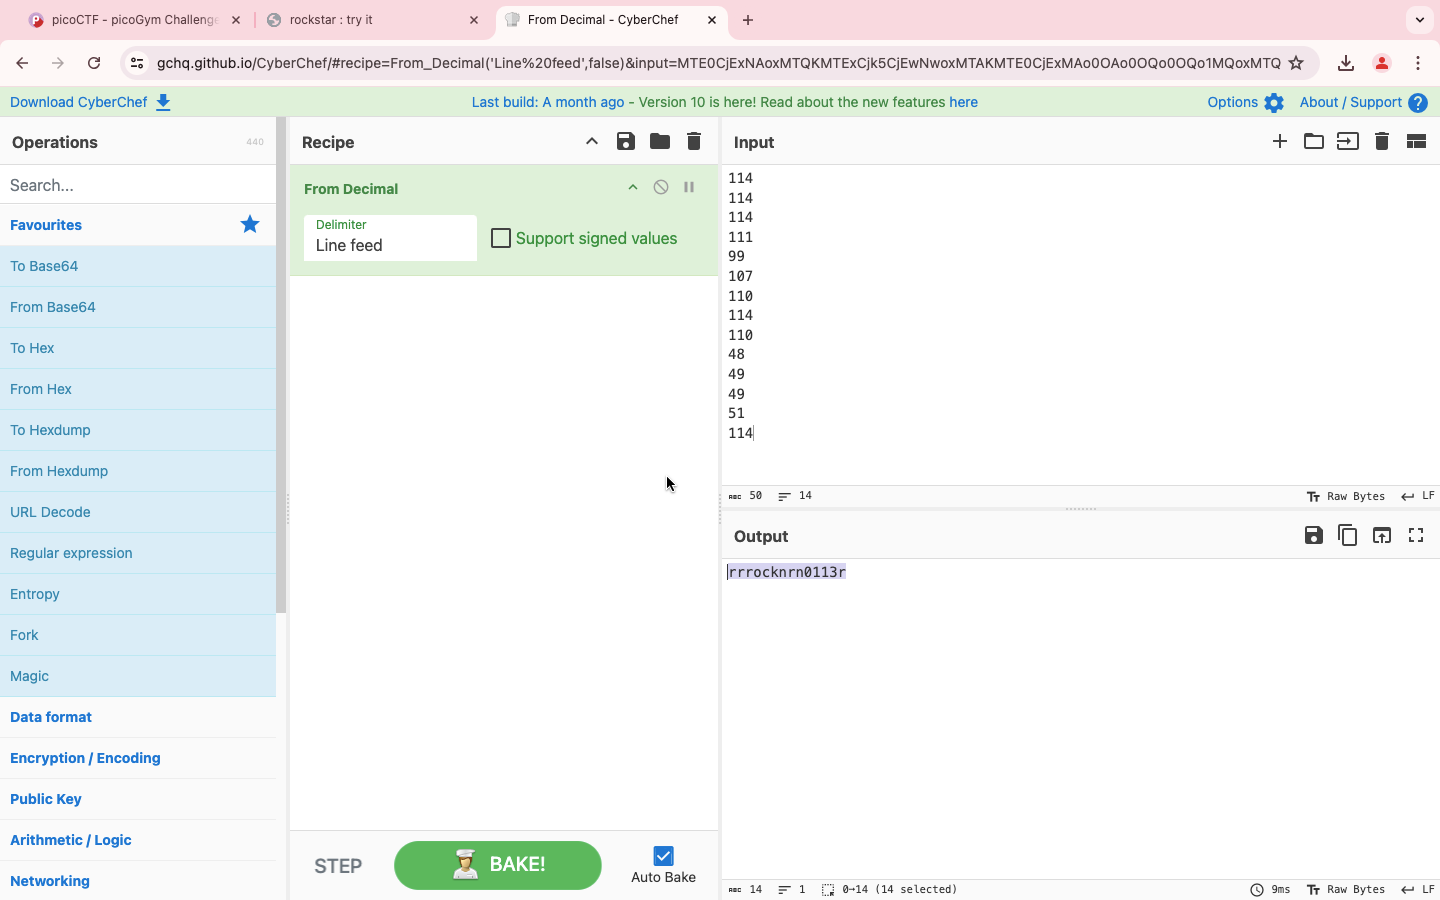 picoCTF - picoGym Challenge
rockstar : try it
From Decimal - CyberChef
gchq.github.io/CyberChef/#recipe=From_Decimal('Line%20feed',false)&input=MTE0CjExNAoxMTQKMTExCjk5CjEwNwoxMTAKMTE0CjExMAo0OAo0OQo0OQo1MQoxMTQ
Download CyberChef
Last build: A month ago - Version 10 is here! Read about the new features here
Options
About / Support
Operations
440
Search...
Favourites
To Base64
From Base64
To Hex
From Hex
To Hexdump
From Hexdump
URL Decode
Regular expression
Entropy
Fork
Magic
Data format
Encryption / Encoding
Public Key
Arithmetic / Logic
Networking
Recipe
From Decimal
Delimiter
Line feed
Support signed values
STEP
BAKE!
Auto Bake
Input
114
114
114
111
99
107
110
114
110
48
49
49
51
114
ABC 50 14
Raw Bytes
LF
Output
rrrocknrn0113r
ABC 14 1 0→14 (14 selected)
9ms
Raw Bytes
LF